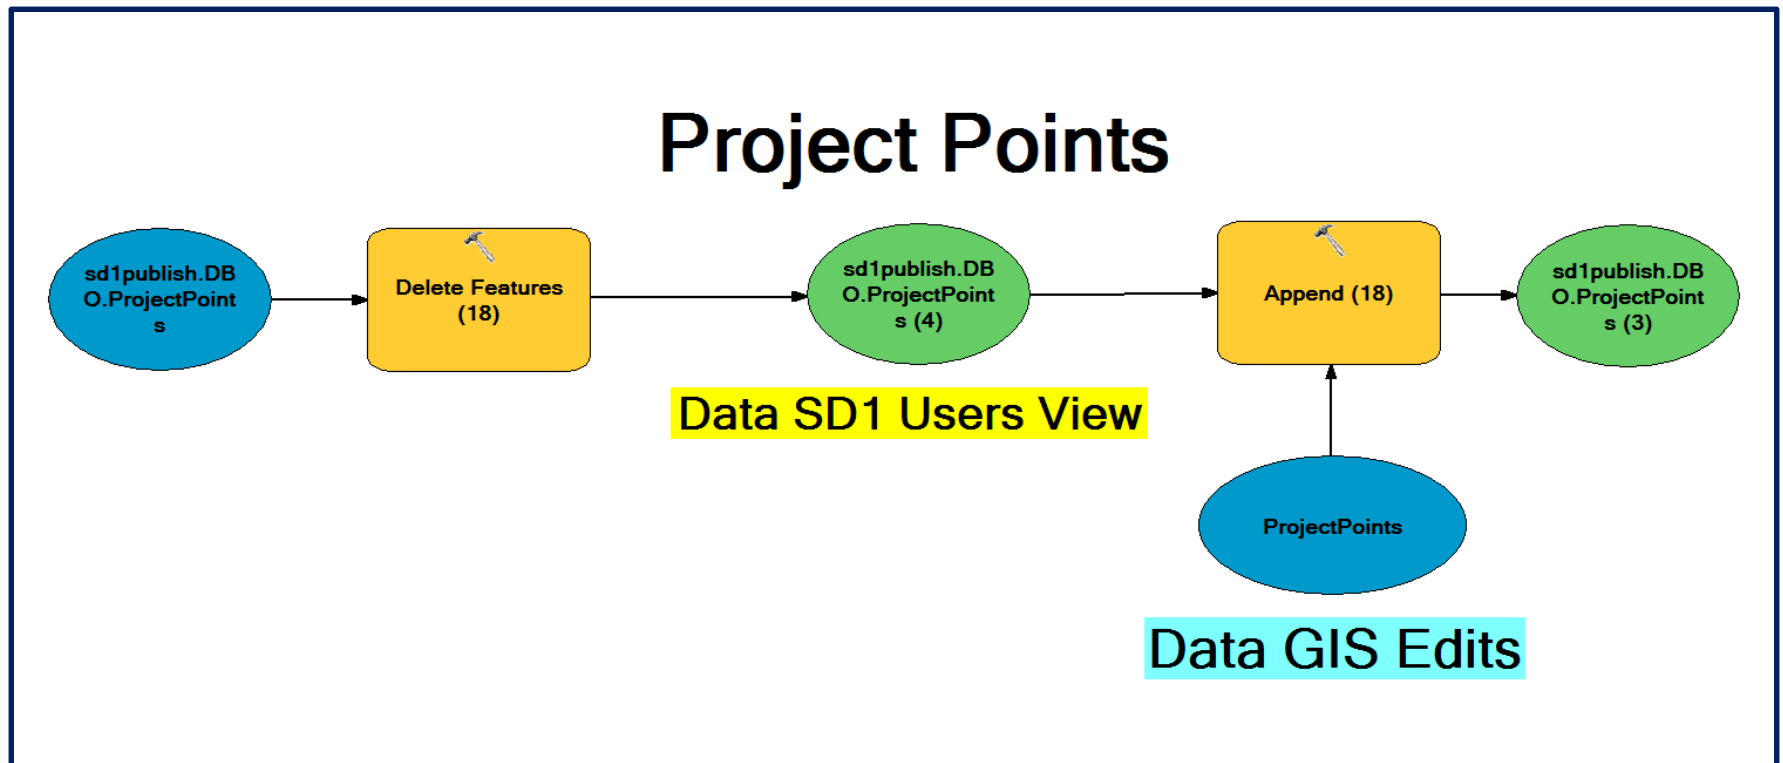 Project Points
sd1publish.DB
O.ProjectPoint
s
Delete Features
(18)
sd1publish.DB
O.ProjectPoint
s (4)
Append (18)
sd1publish.DB
O.ProjectPoint
s (3)
Data SD1 Users View
ProjectPoints
Data GIS Edits